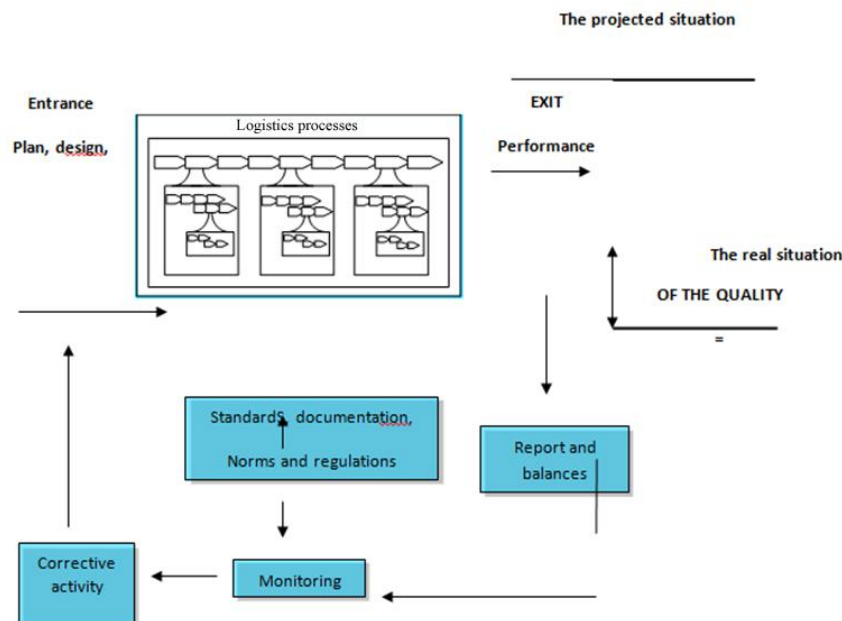 The projected situation
Entrance
EXIT
Logistics processes
Plan, design,
Performance
The real situation
OF THE QUALITY
=
StandardS, documentation,
Norms and regulations
Report and
balances
Corrective
activity
Monitoring